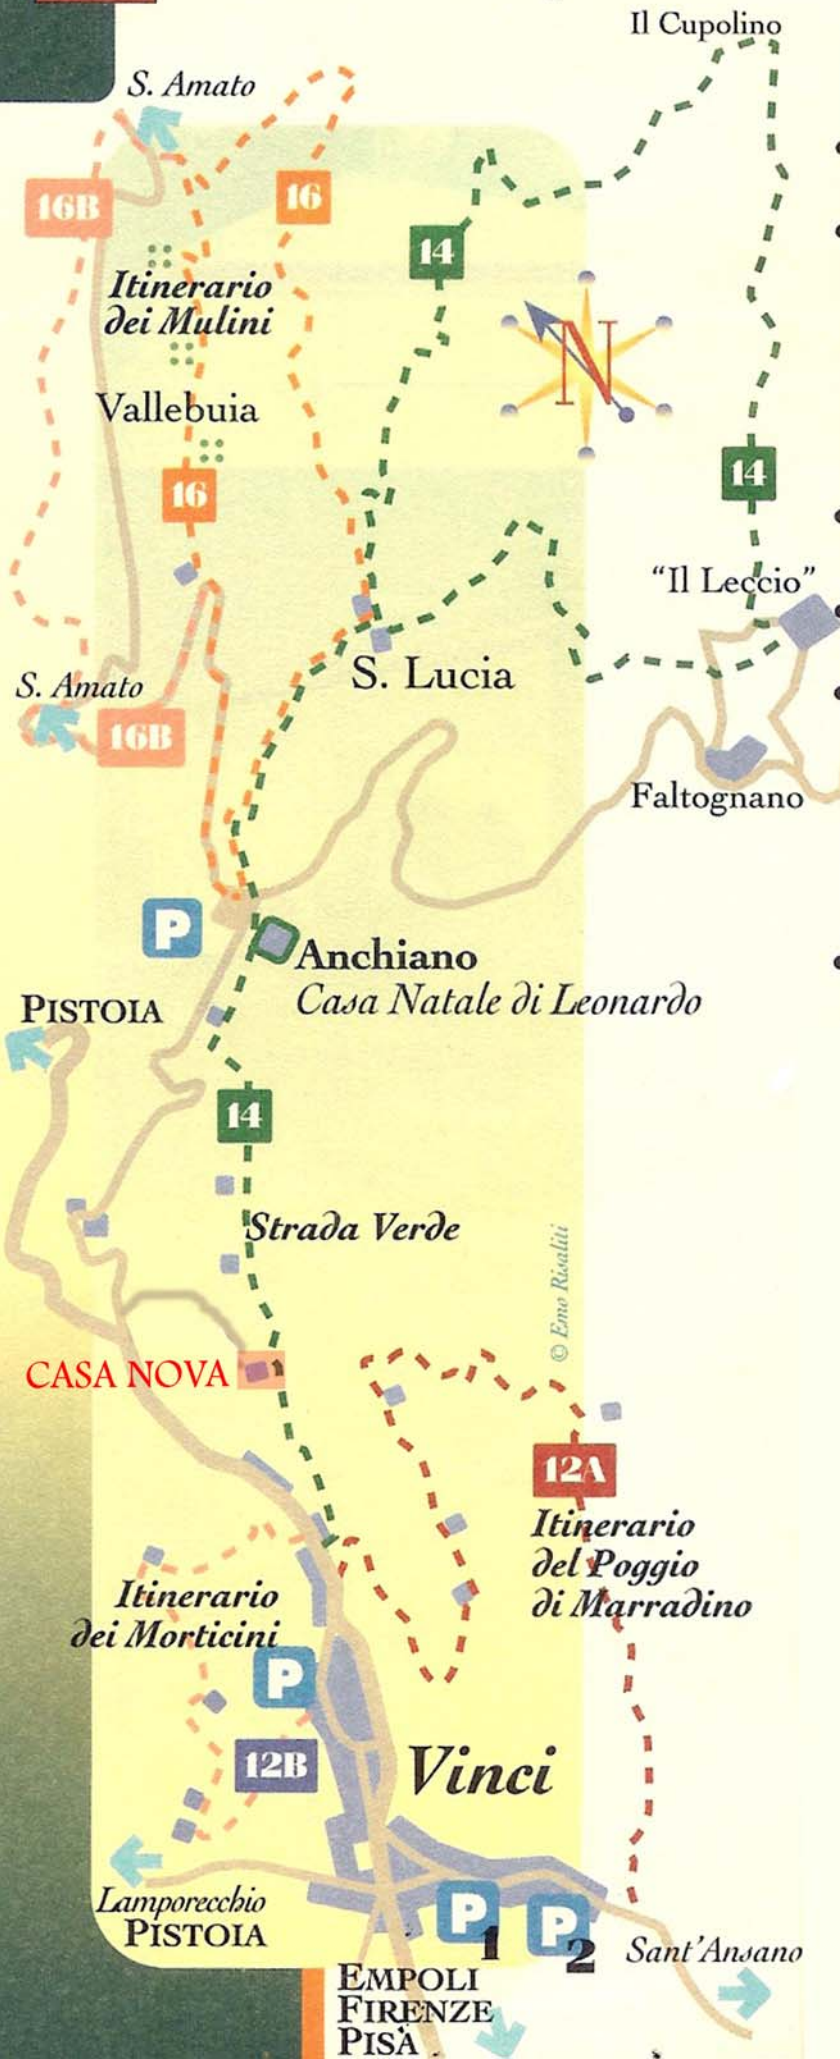 Il Cupolino
S. Amato
16B
16
14
Itinerario
dei Mulini
N
Vallebuia
14
16
"Il Leccio"
S. Lucia
S. Amato
16B
Faltognano
P
Anchiano
Casa Natale di Leonardo
PISTOIA
14
Strada Verde
© Emo Risaliti
CASA NOVA
12A
Itinerario
del Poggio
di Marradino
Itinerario
dei Morticini
P
12B
Vinci
Lamporecchio
PISTOIA
P 1
P 2
Sant'Ansano
EMPOLI
FIRENZE
PISA